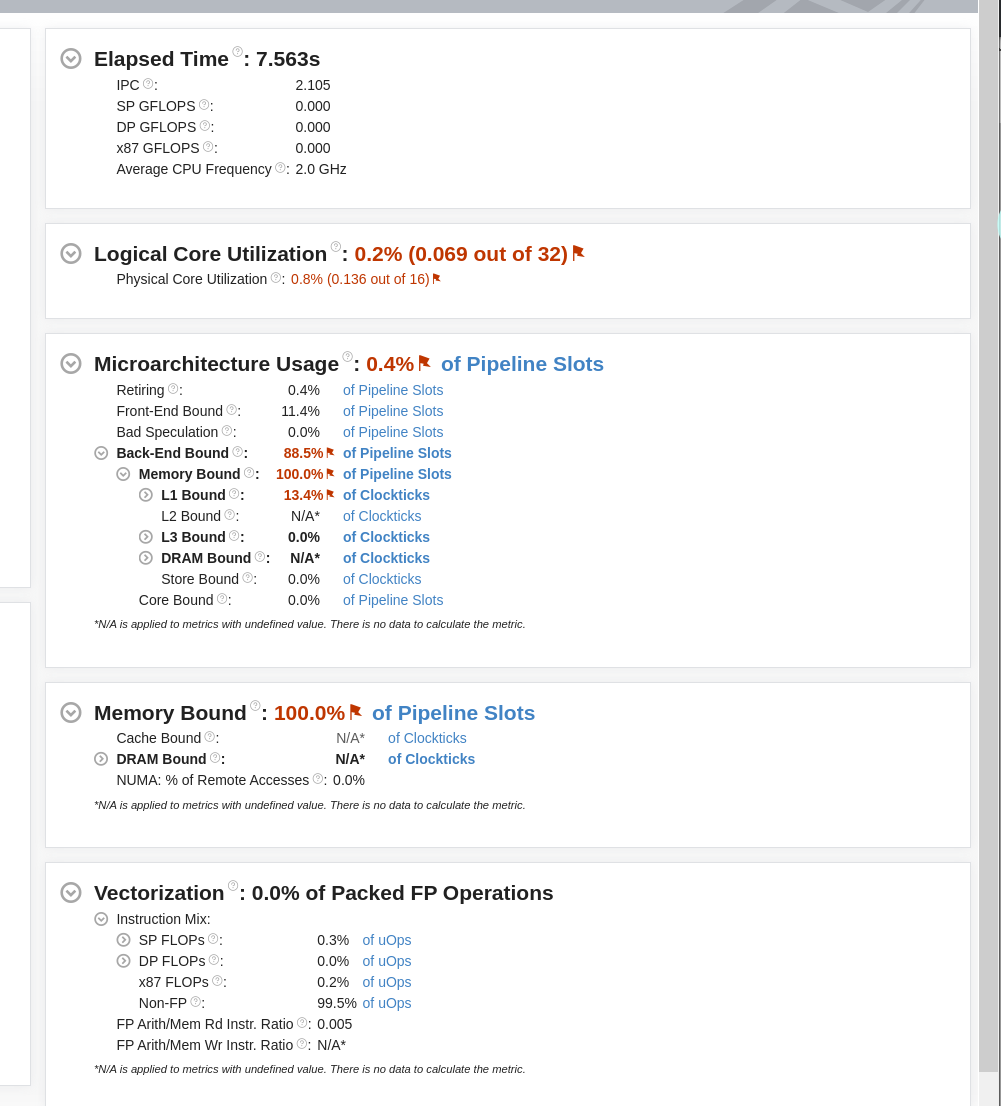 Elapsed Time: 7.563s
IPC: 2.105
SP GFLOPS: 0.000
DP GFLOPS: 0.000
x87 GFLOPS: 0.000
Average CPU Frequency: 2.0 GHz
Logical Core Utilization: 0.2% (0.069 out of 32)
Physical Core Utilization: 0.8% (0.136 out of 16)
Microarchitecture Usage: 0.4% of Pipeline Slots
Retiring: 0.4% of Pipeline Slots
Front-End Bound: 11.4% of Pipeline Slots
Bad Speculation: 0.0% of Pipeline Slots
Back-End Bound: 88.5% of Pipeline Slots
Memory Bound: 100.0% of Pipeline Slots
L1 Bound: 13.4% of Clockticks
L2 Bound: N/A* of Clockticks
L3 Bound: 0.0% of Clockticks
DRAM Bound: N/A* of Clockticks
Store Bound: 0.0% of Clockticks
Core Bound: 0.0% of Pipeline Slots
*N/A is applied to metrics with undefined value. There is no data to calculate the metric.
Memory Bound: 100.0% of Pipeline Slots
Cache Bound: N/A* of Clockticks
DRAM Bound: N/A* of Clockticks
NUMA: % of Remote Accesses: 0.0%
*N/A is applied to metrics with undefined value. There is no data to calculate the metric.
Vectorization: 0.0% of Packed FP Operations
Instruction Mix:
SP FLOPs: 0.3% of uOps
DP FLOPs: 0.0% of uOps
x87 FLOPs: 0.2% of uOps
Non-FP: 99.5% of uOps
FP Arith/Mem Rd Instr. Ratio: 0.005
FP Arith/Mem Wr Instr. Ratio: N/A*
*N/A is applied to metrics with undefined value. There is no data to calculate the metric.